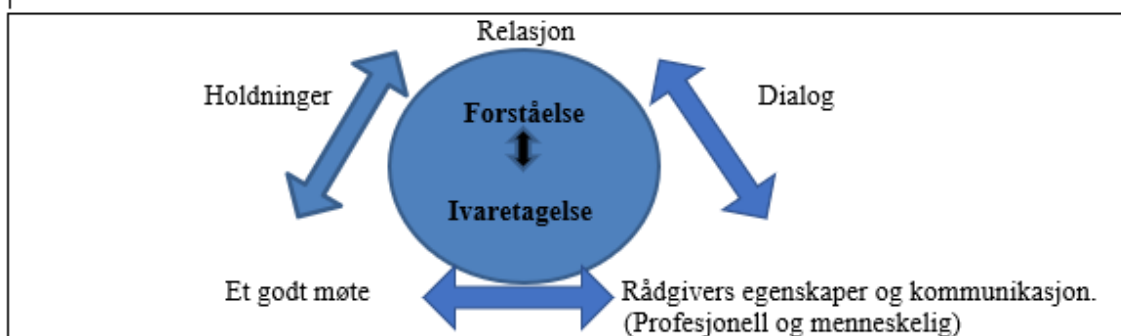 Relasjon
Holdninger
Dialog
Forståelse
Ivaretagelse
Et godt møte
Rådgivers egenskaper og kommunikasjon.
(Profesjonell og menneskelig)